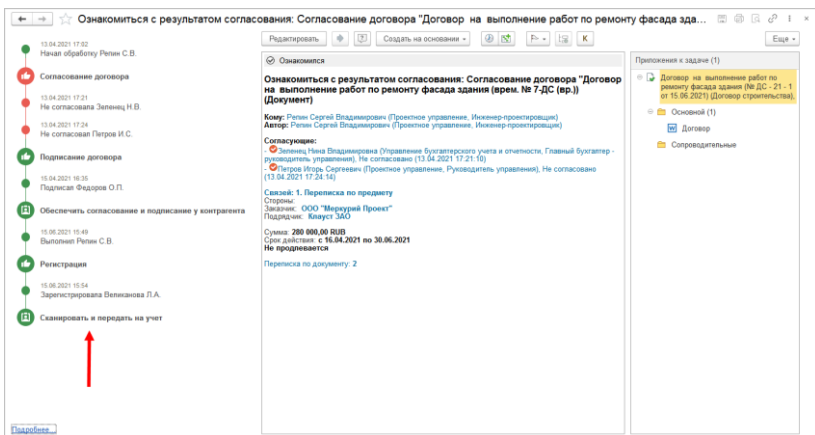 Ознакомиться с результатом согласования: Согласование договора "Договор на выполнение работ по ремонту фасада зда...
13.04.2021 17:02
Начал обработку Репин С.В.
Согласование договора
13.04.2021 17:21
Не согласовала Зеленец Н.В.
13.04.2021 17:24
Не согласовал Петров И.С.
Подписание договора
15.04.2021 16:35
Подписал Федоров О.П.
Обеспечить согласование и подписание у контрагента
15.06.2021 15:49
Выполнил Репин С.В.
Регистрация
15.06.2021 15:54
Зарегистрировала Великанова Л.А.
Сканировать и передать на учет
Подробнее...
Редактировать
Создать на основании
К
Еще
Ознакомился
Ознакомиться с результатом согласования: Согласование договора "Договор
на выполнение работ по ремонту фасада здания (врем. № 7-ДС (вр.))
(Документ)
Кому: Репин Сергей Владимирович (Проектное управление, Инженер-проектировщик)
Автор: Репин Сергей Владимирович (Проектное управление, Инженер-проектировщик)
Согласующие:
- Зеленец Нина Владимировна (Управление бухгалтерского учета и отчетности, Главный бухгалтер -
руководитель управления), Не согласовано (13.04.2021 17:21:10)
- Петров Игорь Сергеевич (Проектное управление, Руководитель управления), Не согласовано
(13.04.2021 17:24:14)
Связей: 1. Переписка по предмету
Стороны:
Заказчик: ООО "Меркурий Проект"
Подрядчик: Клауст ЗАО
Сумма: 280 000,00 RUB
Срок действия: с 16.04.2021 по 30.06.2021
Не продлевается
Переписка по документу: 2
Приложения к задаче (1)
Договор на выполнение работ по
ремонту фасада здания (№ ДС - 21 - 1
от 15.06.2021) (Договор строительства),
Основной (1)
Договор
Сопроводительные